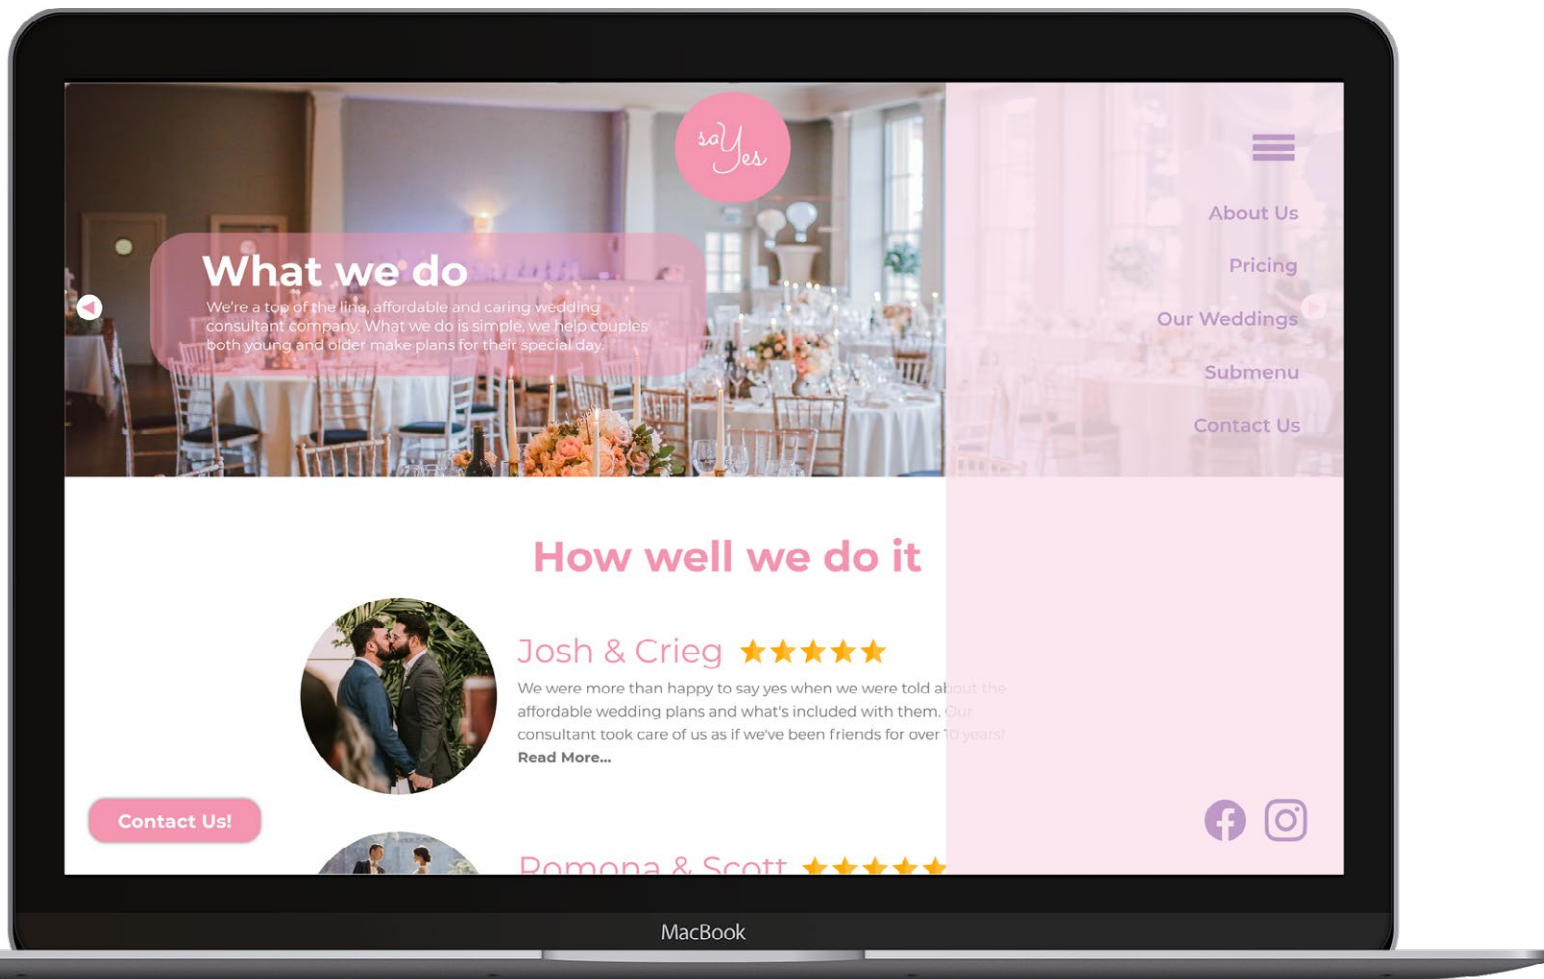 saYes
What we do
We're a top of the line, affordable and caring wedding
consultant company. What we do is simple, we help couples
both young and older make plans for their special day.
About Us
Pricing
Our Weddings
Submenu
Contact Us
How well we do it
Josh & Crieg
We were more than happy to say yes when we were told about the
affordable wedding plans and what's included with them. Our
consultant took care of us as if we've been friends for over 10 years!
Read More...
Contact Us!
Romona & Scott
MacBook